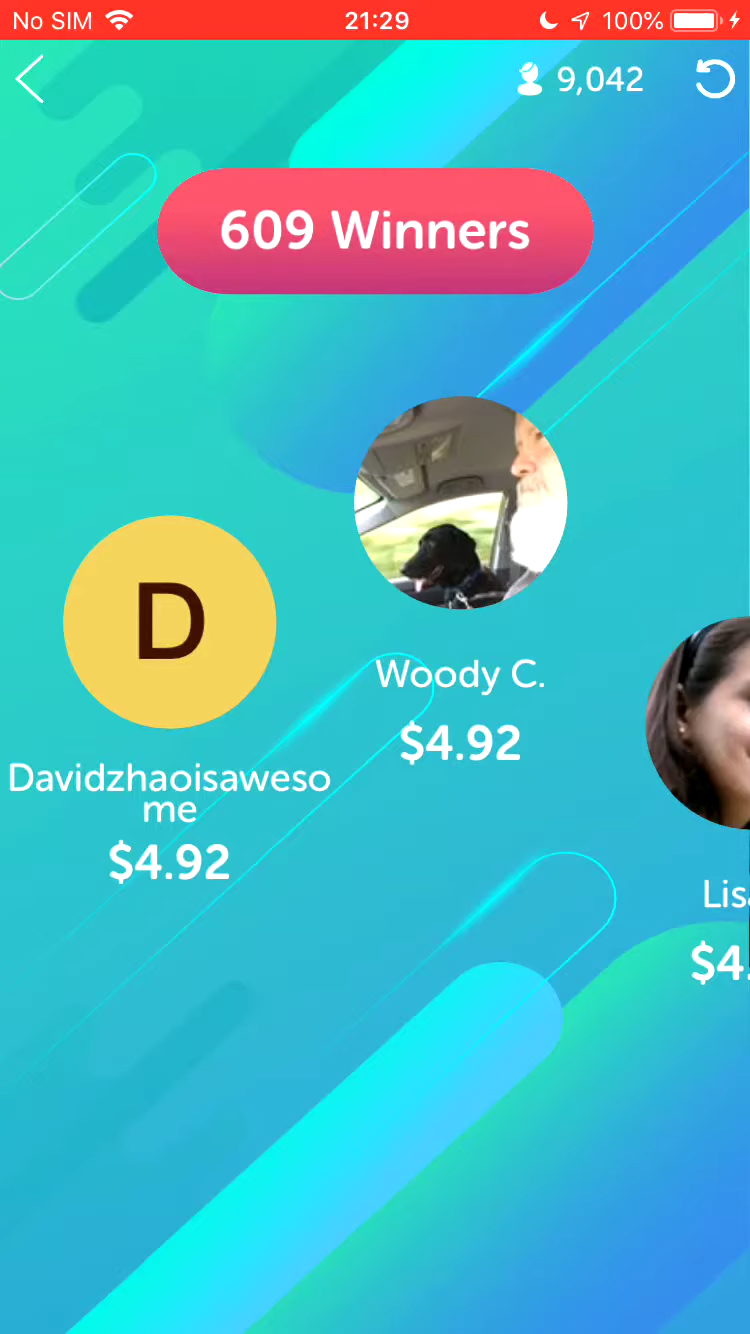 No SIM 21:29 100%
9,042
609 Winners
Woody C.
$4.92
D
Davidzhaoisaweso
me
$4.92